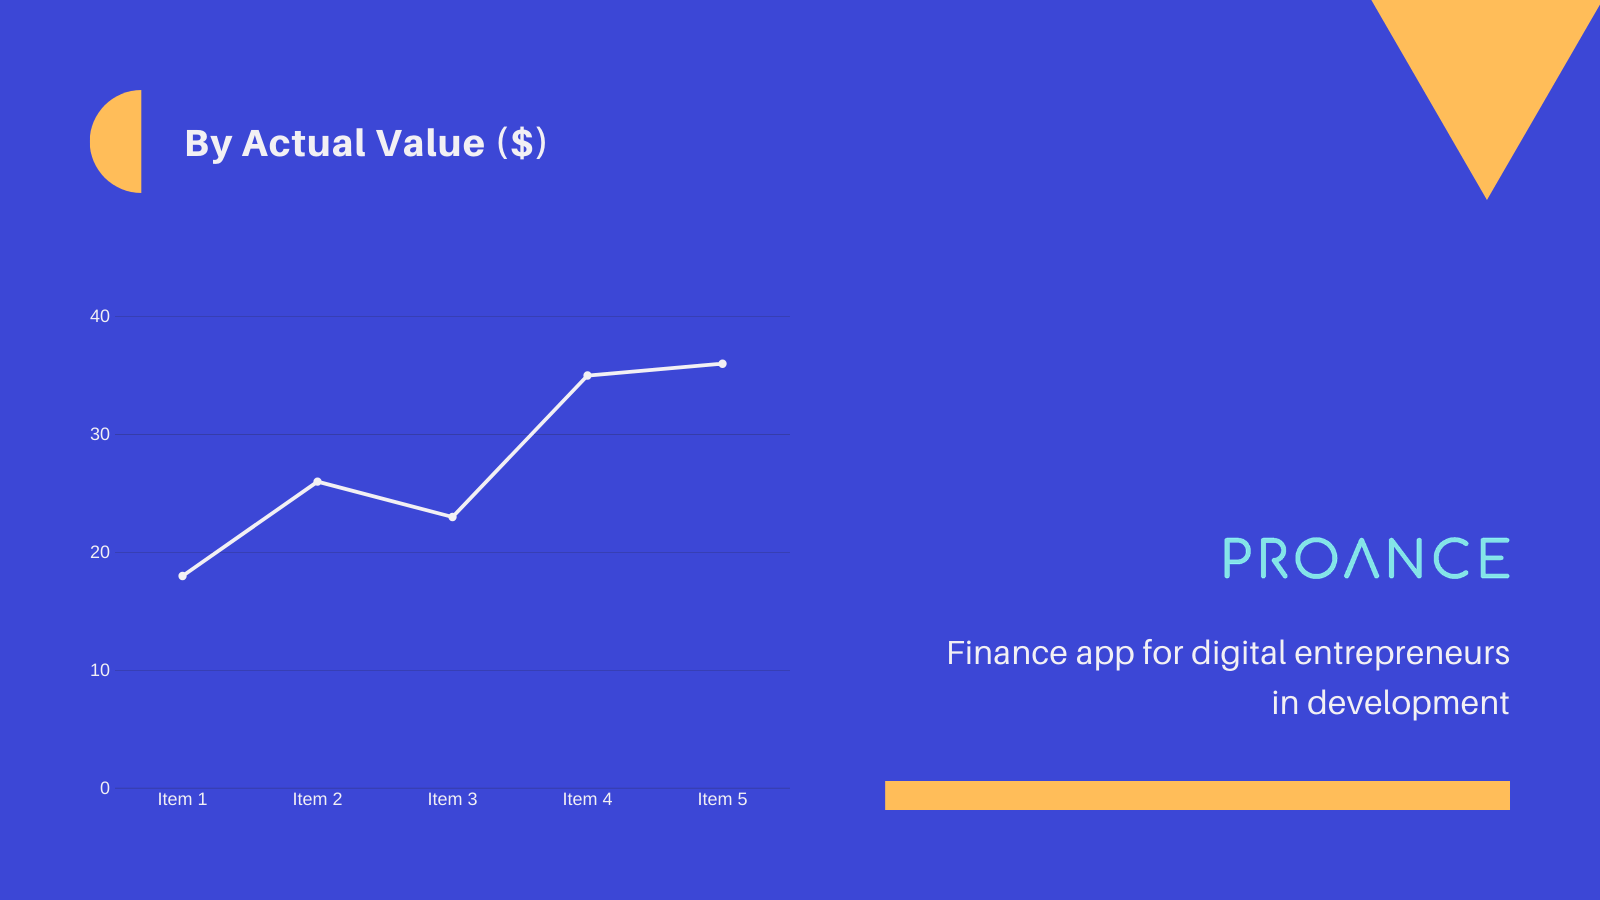 By Actual Value ($)
40
30
20
10
0
Item 1 Item 2 Item 3 Item 4 Item 5
PROANCE
Finance app for digital entrepreneurs
in development